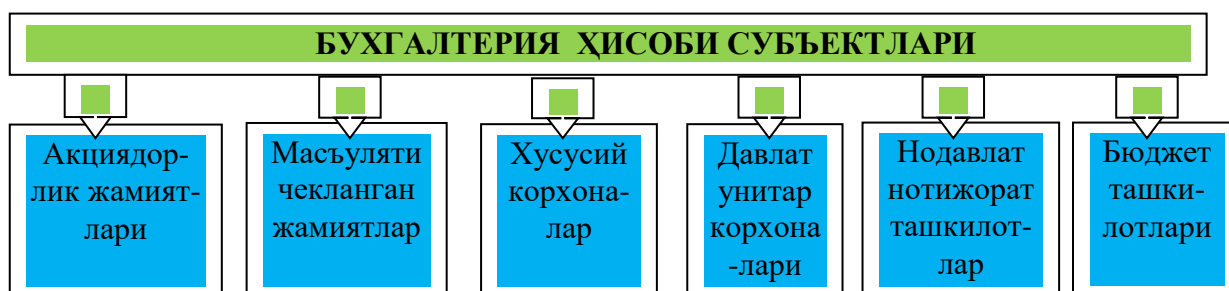 БУХГАЛТЕРИЯ ҲИСОБИ СУБЪЕКТЛАРИ
Акциядор-
лик жамият-
лари
Масъуляти
чекланган
жамиятлар
Хусусий
корхона-
лар
Давлат
унитар
корхона
-лари
Нодавлат
нотижорат
ташкилот-
лар
Бюджет
ташки-
лотлари